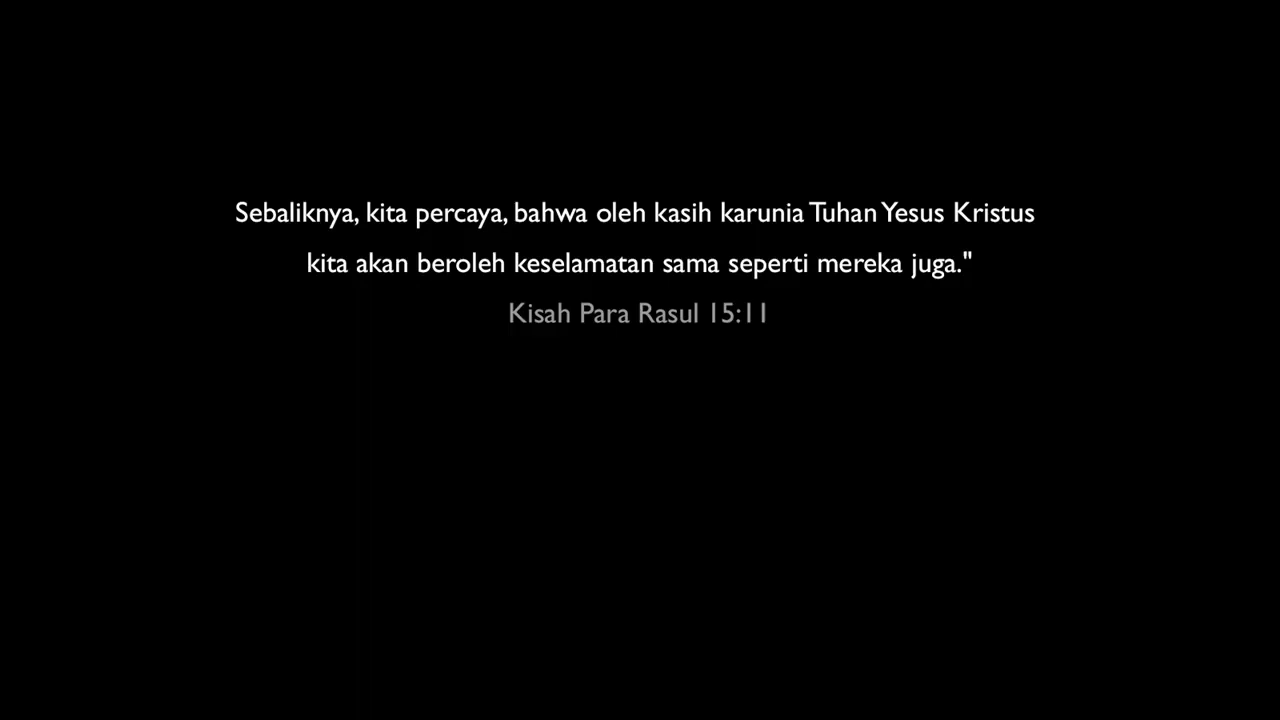 Sebaliknya, kita percaya, bahwa oleh kasih karunia Tuhan Yesus Kristus
kita akan beroleh keselamatan sama seperti mereka juga."
Kisah Para Rasul 15:11